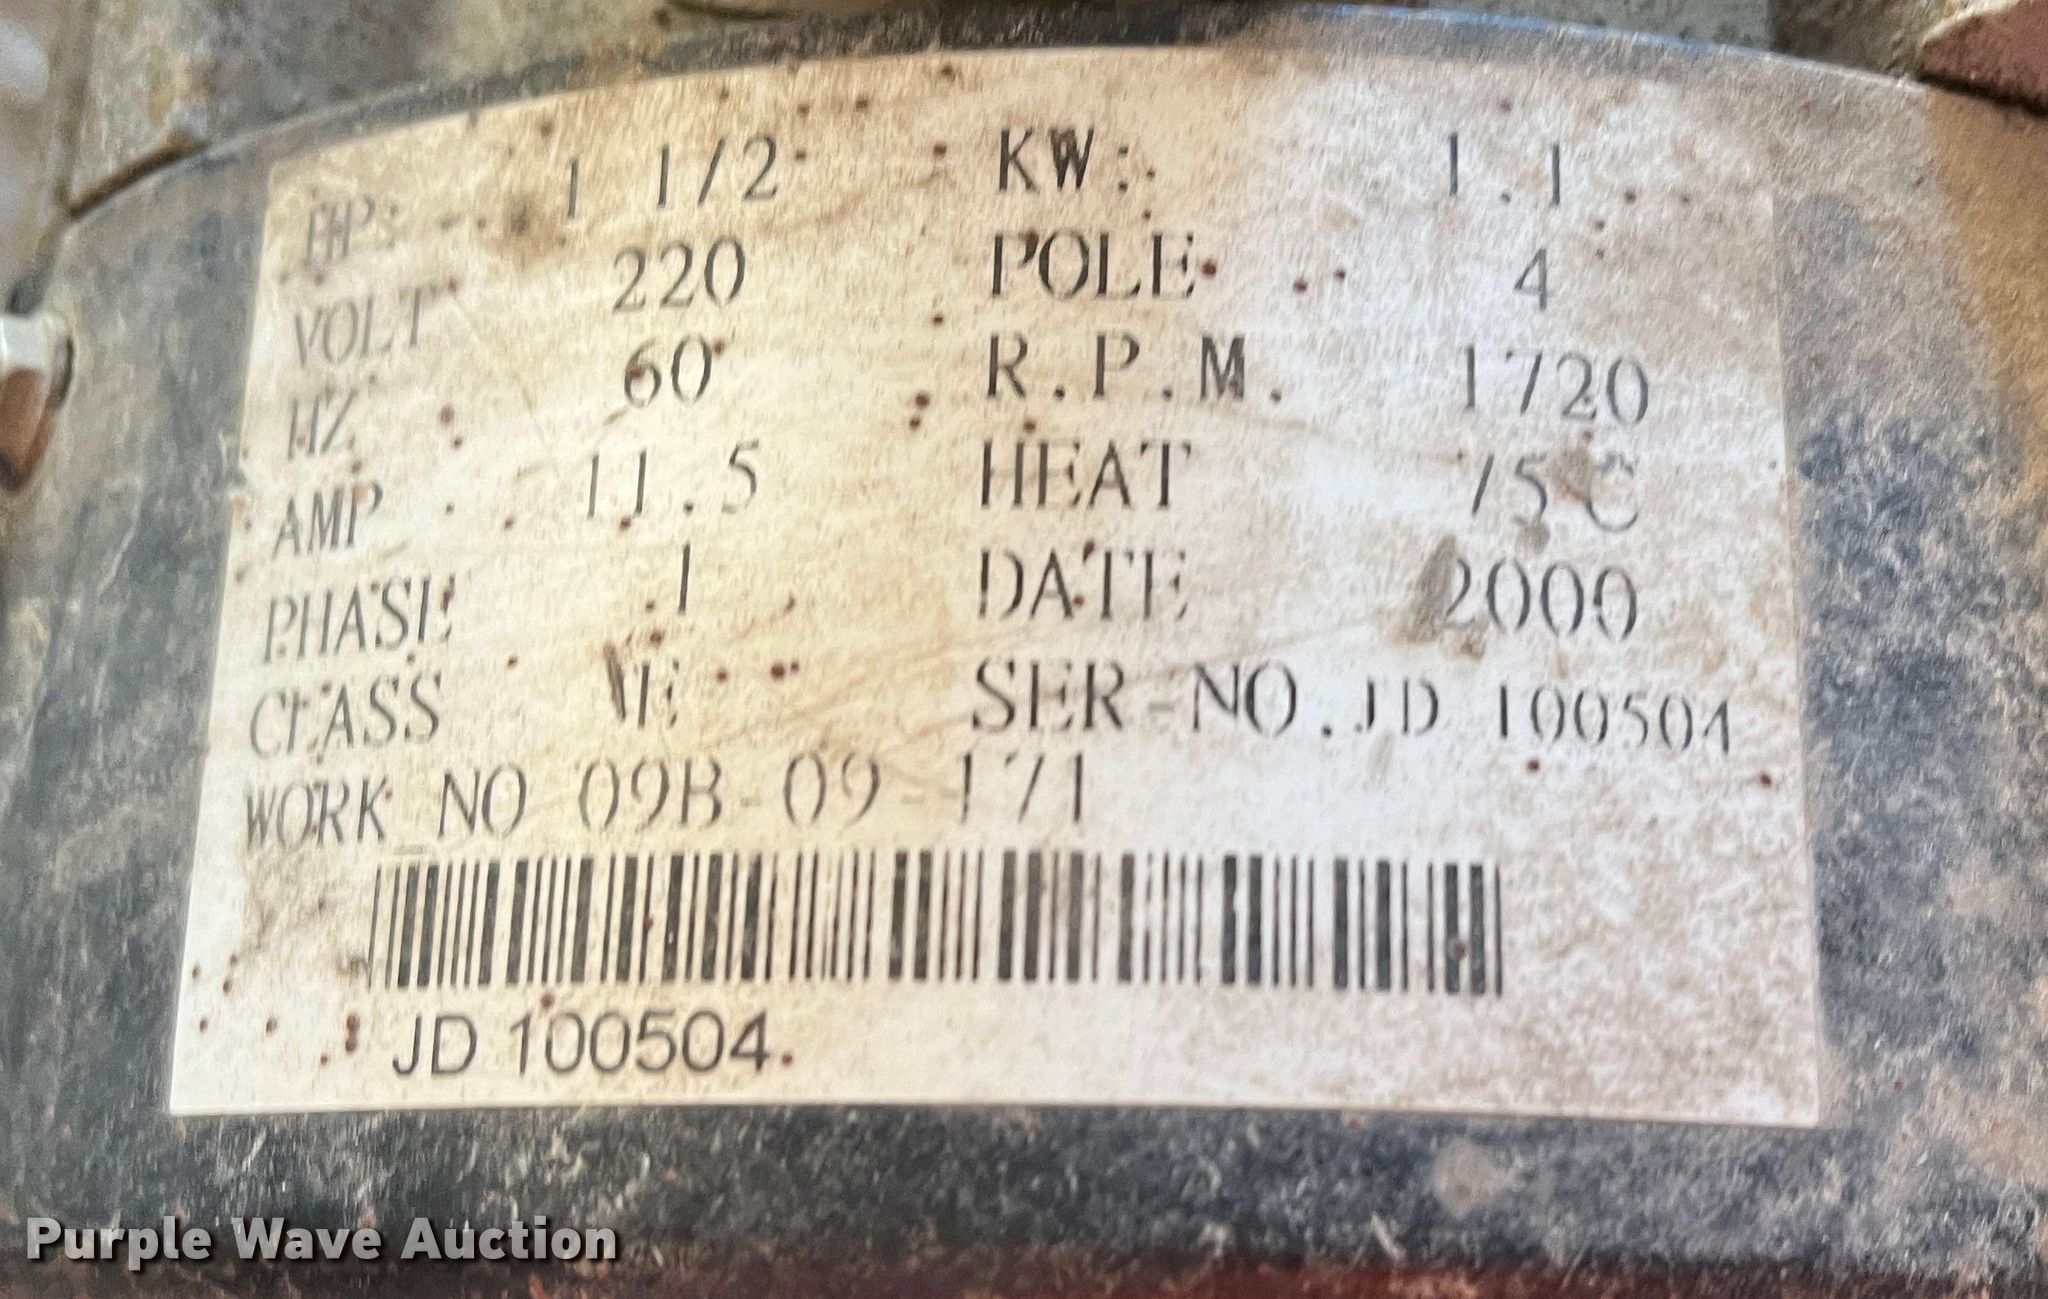 HP: 1 1/2 KW: 1.1
VOLT 220 POLE 4
HZ 60 R.P.M. 1720
AMP 11.5 HEAT 75°C
PHASE 1 DATE 2000
CLASS E SER-NO. JD 100504
WORK NO 09B-09-171
JD 100504
Purple Wave Auction